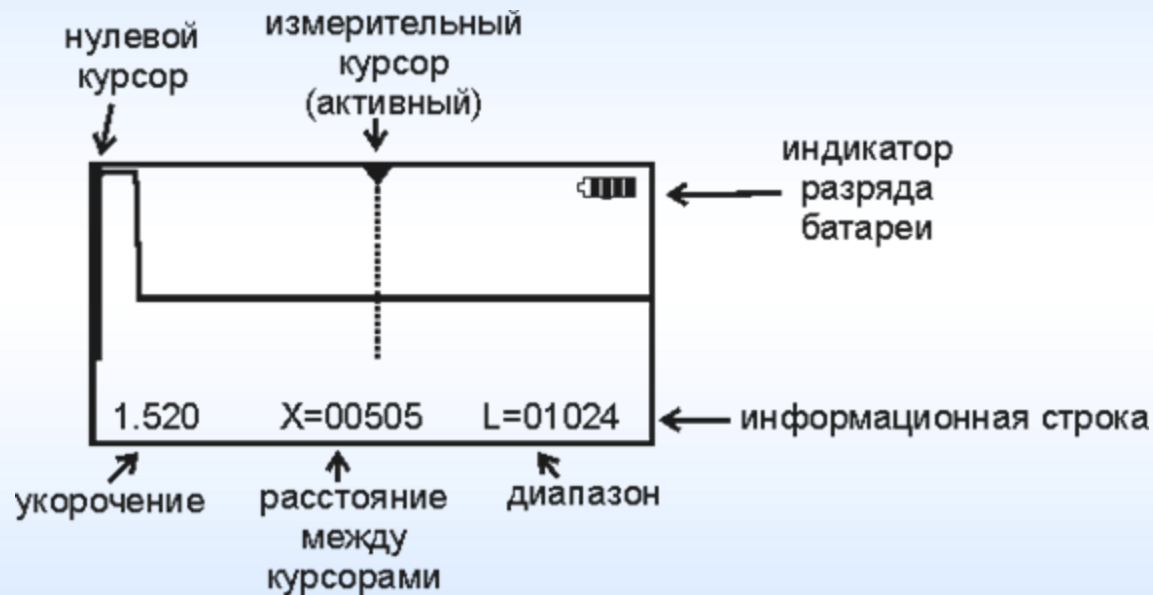 нулевой
курсор
измерительный
курсор
(активный)
индикатор
разряда
батареи
1.520 X=00505 L=01024
информационная строка
укорочение
расстояние
между
курсорами
диапазон